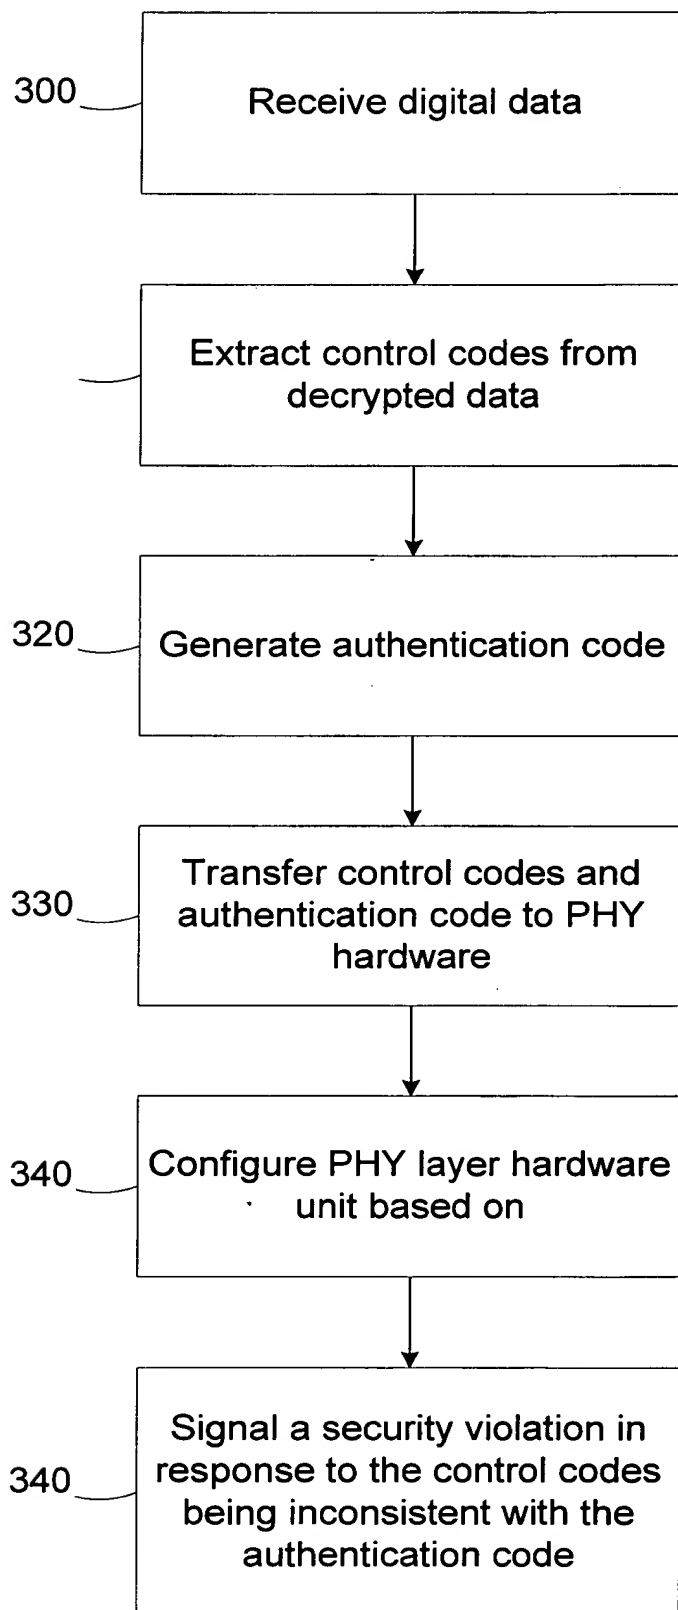 300
Receive digital data
Extract control codes from
decrypted data
320
Generate authentication code
330
Transfer control codes and
authentication code to PHY
hardware
340
Configure PHY layer hardware
unit based on
340
Signal a security violation in
response to the control codes
being inconsistent with the
authentication code